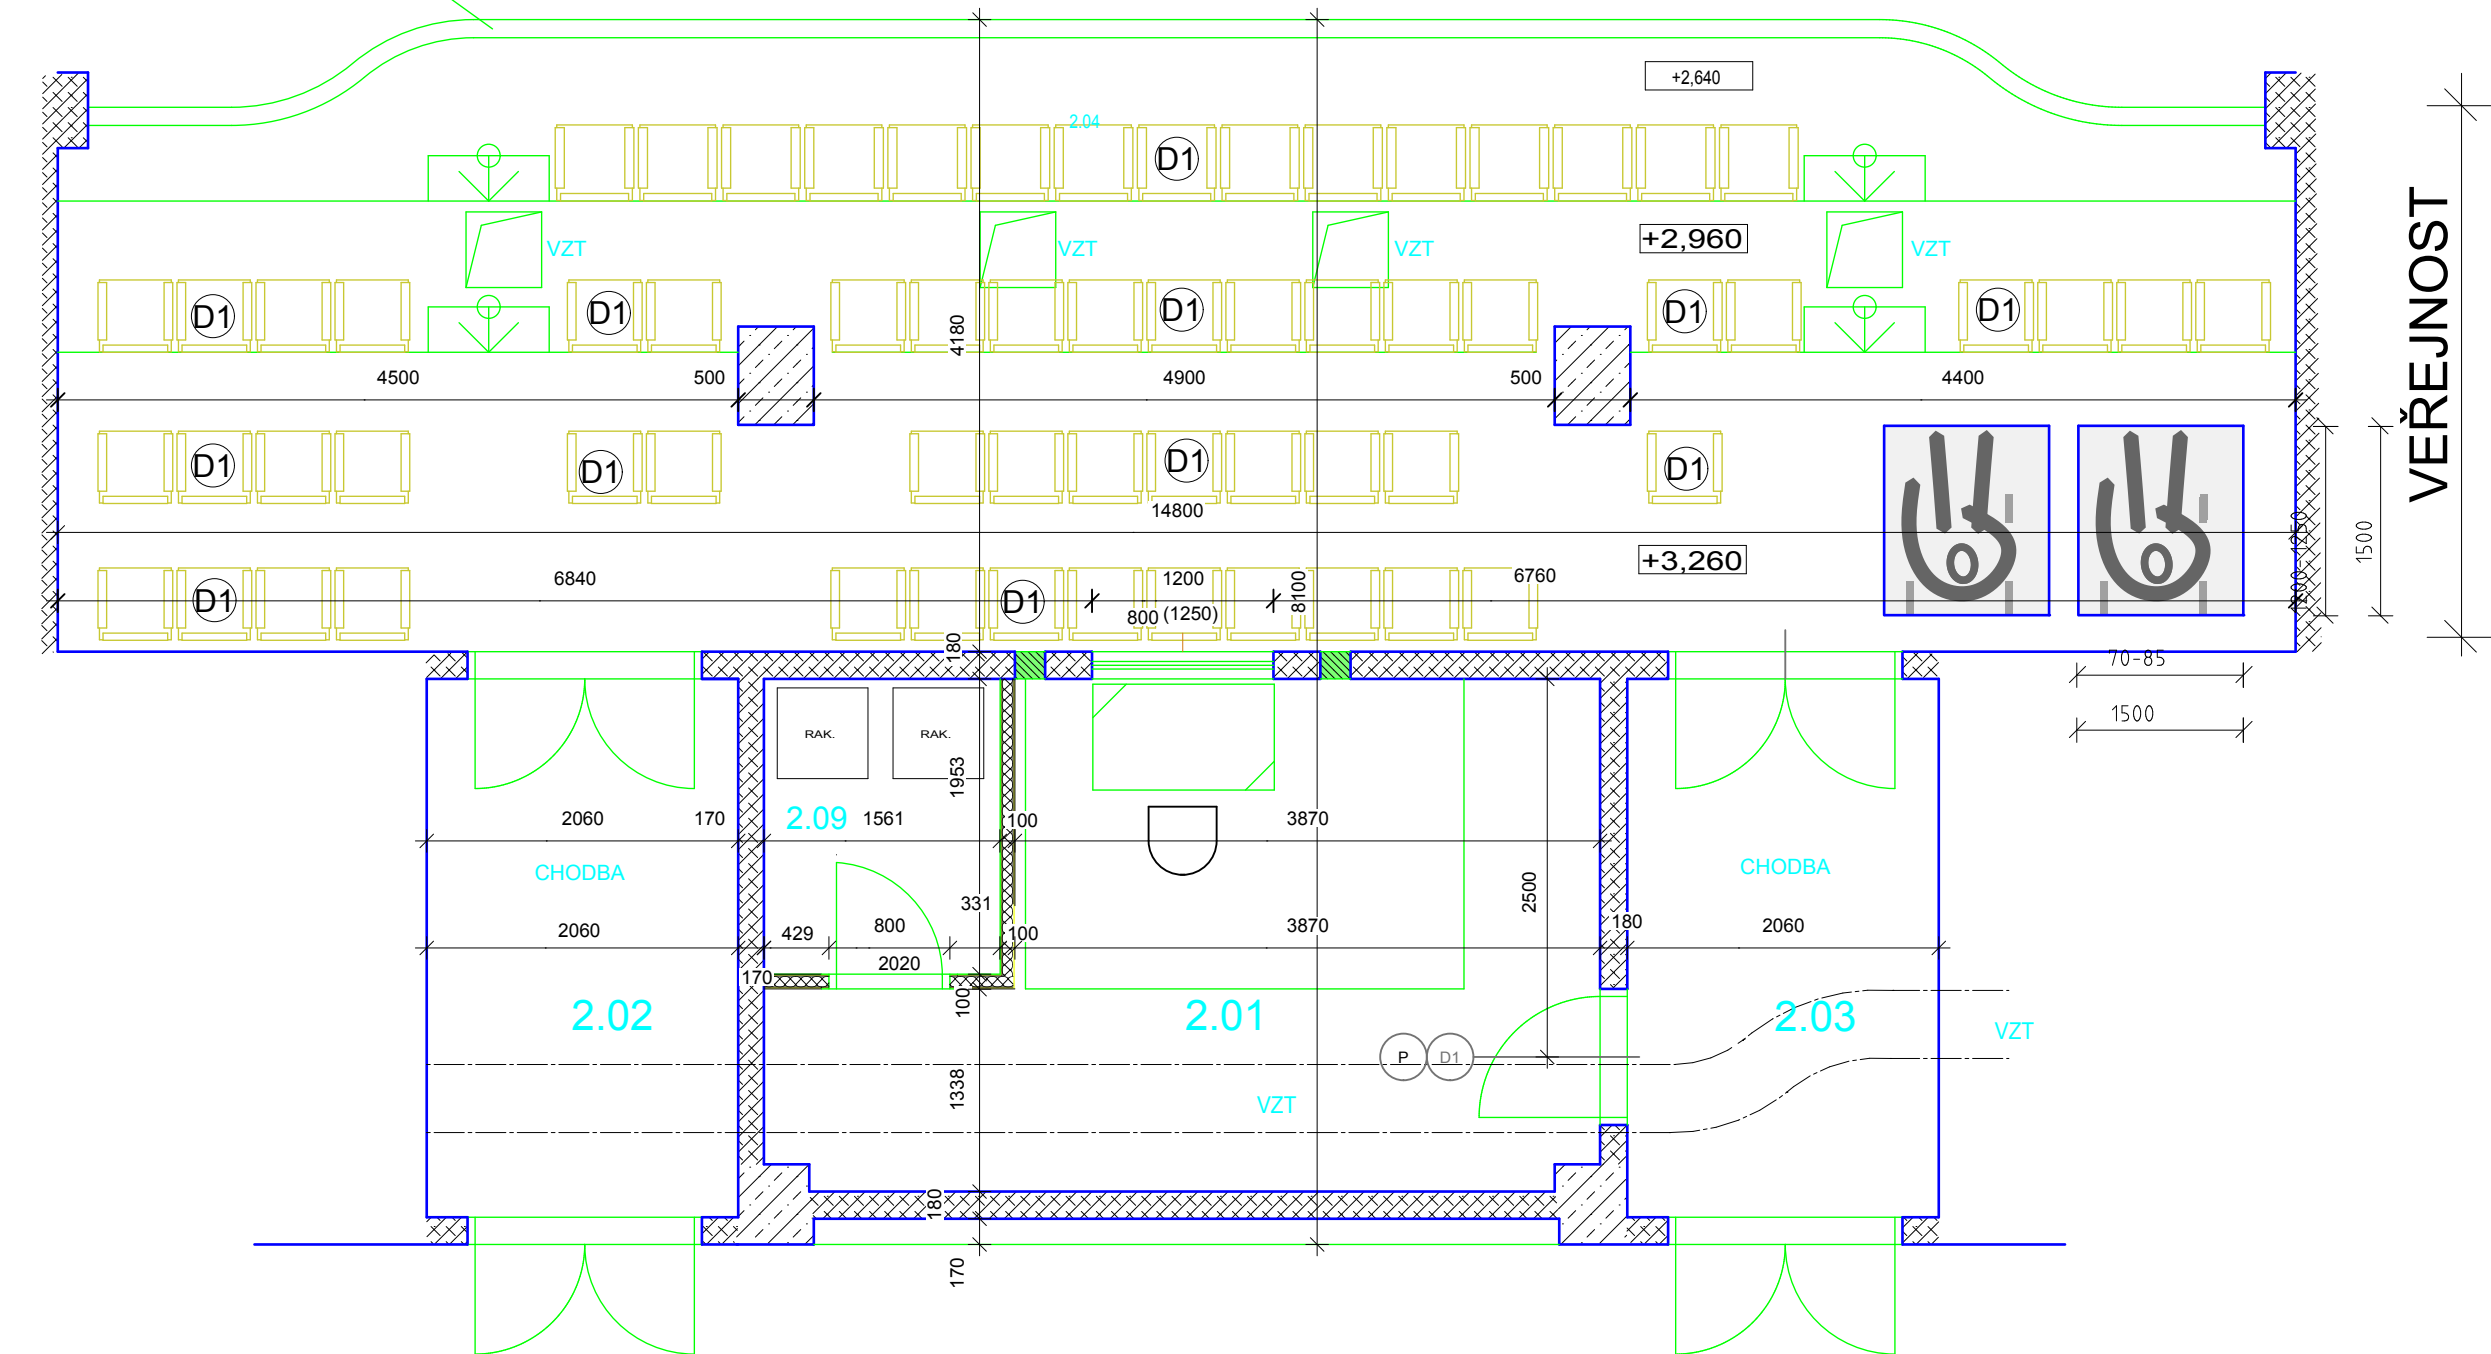 +2,640
2.04
D1
VZT
VZT
VZT
VZT
+2,960
D1
D1
D1
D1
D1
4180
4500
500
4900
500
4400
VEŘEJNOST
D1
D1
D1
D1
14800
1500
+3,260
6840
1200
6760
D1
D1
8100
800
(1250)
180
70-85
1500
RAK.
RAK.
1953
2060
170
2.09
1561
100
3870
CHODBA
CHODBA
2500
331
2060
429
800
100
3870
180
2060
2020
170
100
2.02
2.01
2.03
VZT
P
D1
1338
VZT
180
170